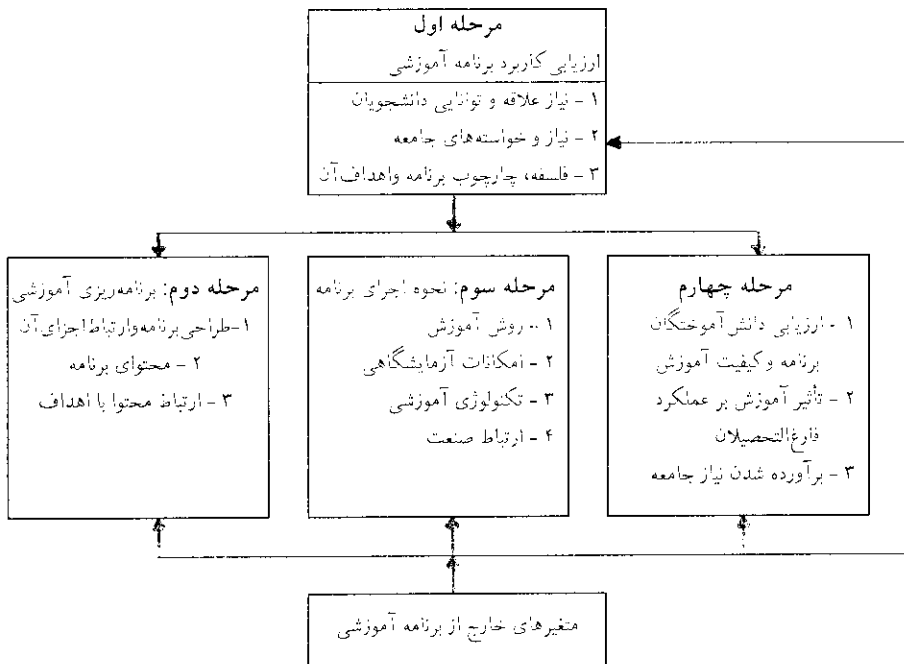 مرحله اول
ارزیابی کاربرد برنامه آموزشی
۱ - نیاز علاقه و توانایی دانشجویان
۲ - نیاز و خواسته‌های جامعه
۳ - فلسفه، چارچوب برنامه واهداف آن
مرحله دوم: برنامه‌ریزی آموزشی
۱-طراحی برنامه وارتباط اجزای آن
۲ - محتوای برنامه
۳ - ارتباط محتوا با اهداف
مرحله سوم: نحوه اجرای برنامه
۱ - روش آموزش
۲ - امکانات آزمایشگاهی
۳ - تکنولوژی آموزشی
۴ - ارتباط صنعت
مرحله چهارم
۱ - ارزیابی دانش آموختگان
برنامه وکیفیت آموزش
۲ - تأثیر آموزش بر عملکرد
فارغ‌التحصیلان
۳ - برآورده شدن نیاز جامعه
متغیرهای خارج از برنامه آموزشی